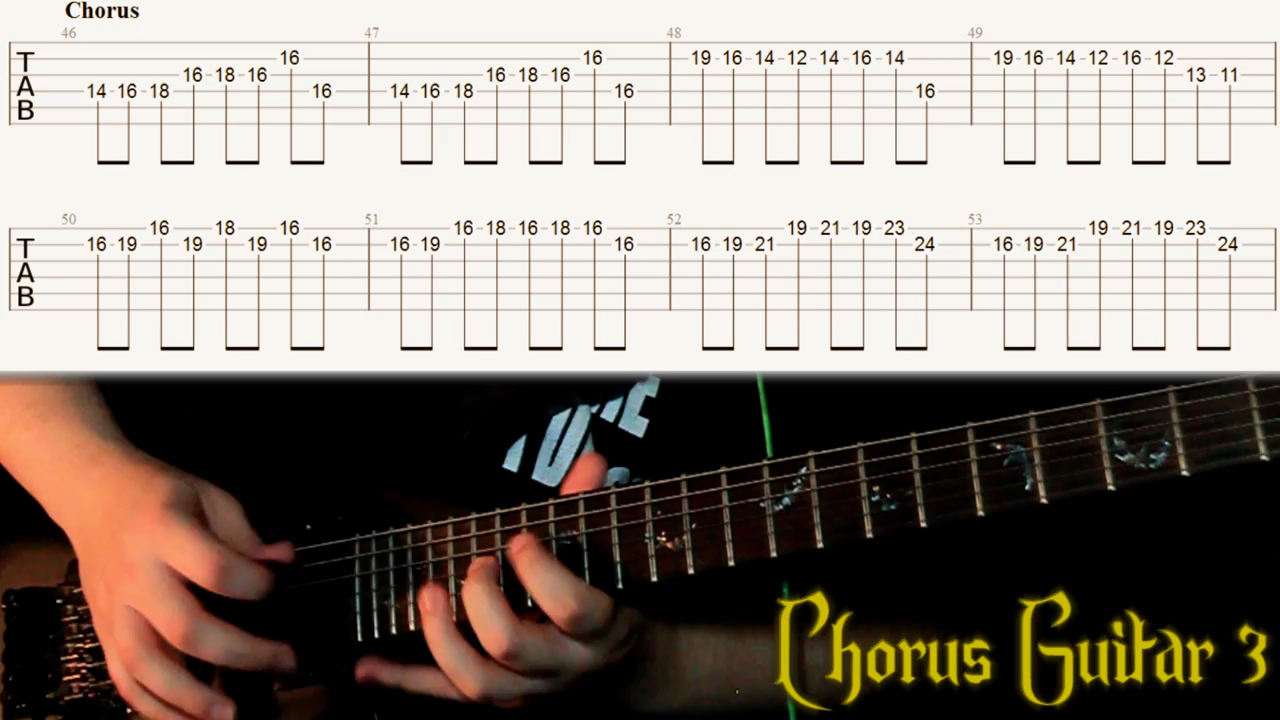 Chorus
46 47 48 49
T
A
B
14 16 18 16 18 16 16 16 14 16 18 16 18 16 16 16 19 16 14 12 14 16 14 16 19 16 14 12 16 12 13 11
50 51 52 53
T
A
B
16 19 16 19 18 19 16 16 16 19 16 18 16 18 16 16 16 19 21 19 21 19 23 24 16 19 21 19 21 19 23 24
Chorus Guitar 3